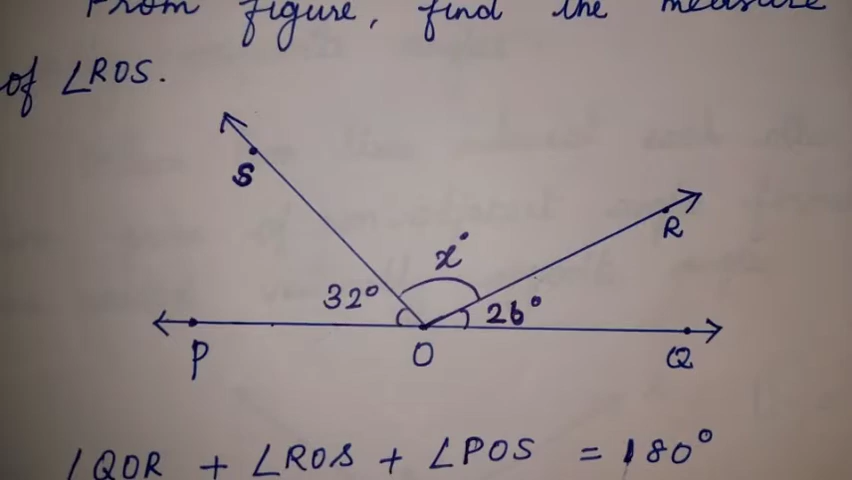 From figure, find the measure
of ∠ROS.
S
R
x°
32°
26°
P
O
Q
∠QOR + ∠ROS + ∠POS = 180°